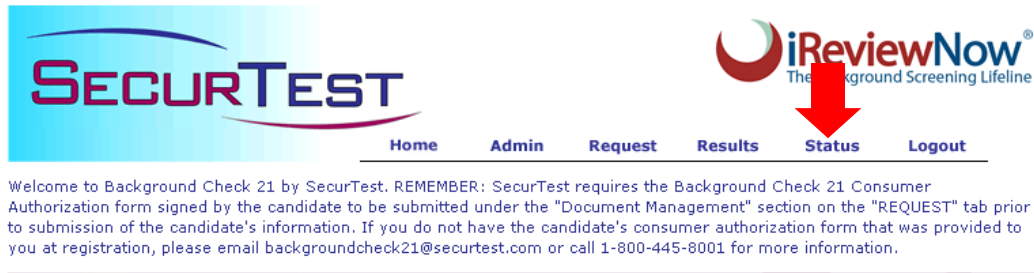 SECURTEST
iReviewNow®
The Background Screening Lifeline
Home Admin Request Results Status Logout
Welcome to Background Check 21 by SecurTest. REMEMBER: SecurTest requires the Background Check 21 Consumer
Authorization form signed by the candidate to be submitted under the "Document Management" section on the "REQUEST" tab prior
to submission of the candidate's information. If you do not have the candidate's consumer authorization form that was provided to
you at registration, please email backgroundcheck21@securtest.com or call 1-800-445-8001 for more information.